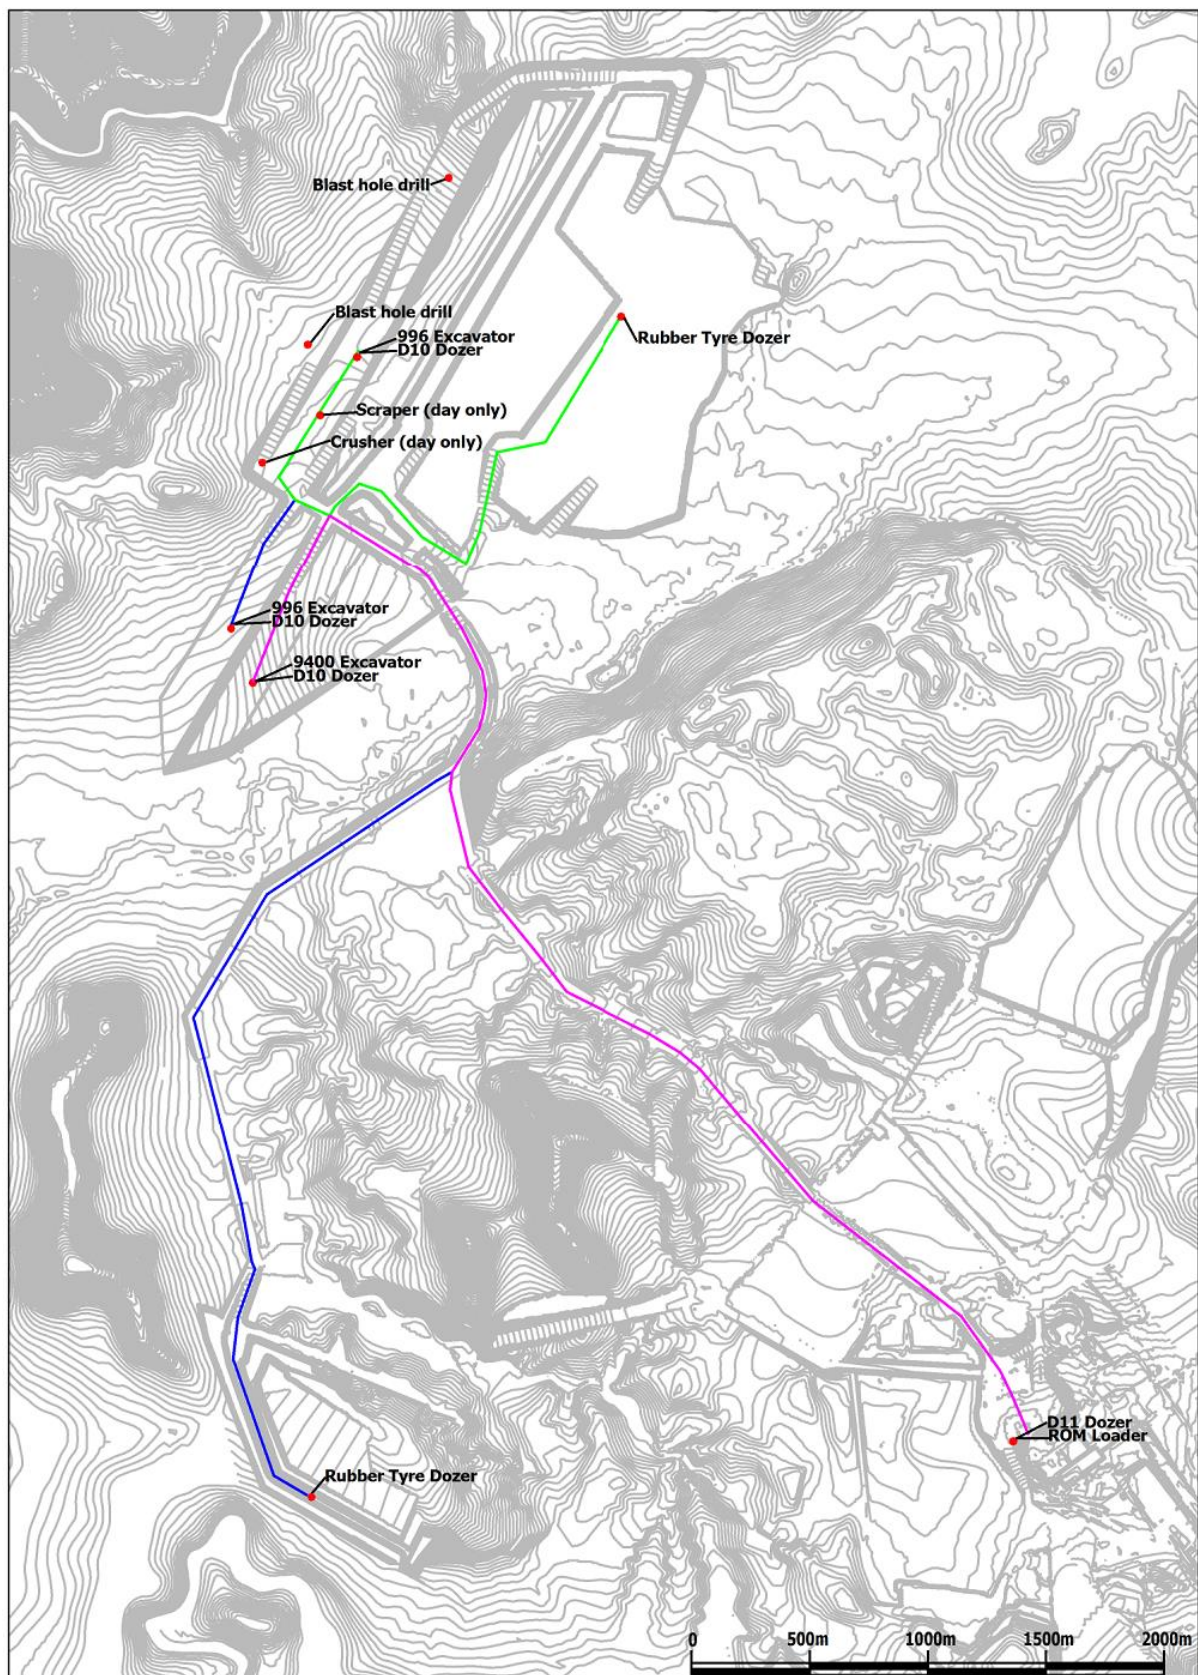 Blast hole drill
Blast hole drill
996 Excavator
D10 Dozer
Rubber Tyre Dozer
Scraper (day only)
Crusher (day only)
996 Excavator
D10 Dozer
9400 Excavator
D10 Dozer
D11 Dozer
ROM Loader
Rubber Tyre Dozer
0 500m 1000m 1500m 2000m